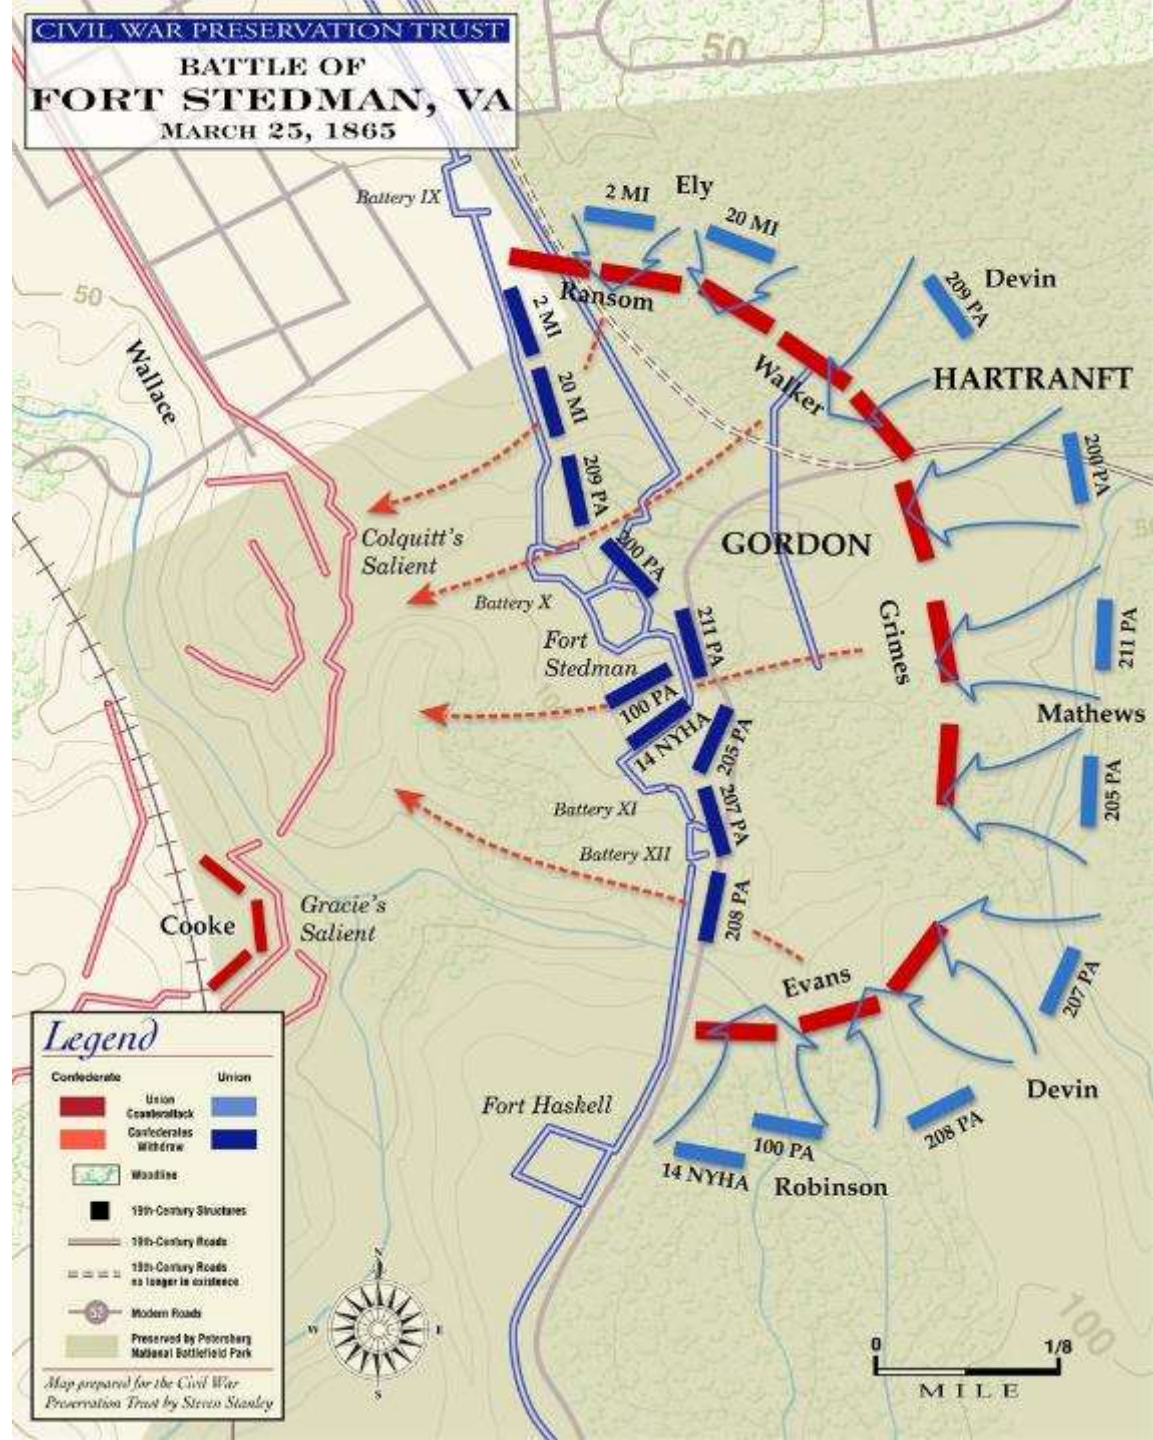 CIVIL WAR PRESERVATION TRUST
BATTLE OF
FORT STEDMAN, VA
MARCH 25, 1865
50
Battery IX
2 MI
Ely
20 MI
Devin
209 PA
50
Ransom
2 MI
Wallace
Walker
HARTRANFT
20 MI
200 PA
209 PA
Colquitt's
Salient
GORDON
200 PA
Battery X
Fort
Stedman
211 PA
Grimes
211 PA
100 PA
14 NYHA
205 PA
Mathews
205 PA
Battery XI
207 PA
Battery XII
208 PA
Cooke
Gracie's
Salient
Evans
207 PA
Devin
208 PA
Fort Haskell
100 PA
14 NYHA
Robinson
Legend
Confederate
Union
Union
Counterattack
Confederates
Withdraw
Woodline
19th-Century Structures
19th-Century Roads
19th-Century Roads
no longer in existence
52
Modern Roads
Preserved by Petersburg
National Battlefield Park
Map prepared for the Civil War
Preservation Trust by Steven Stanley
N
W
E
S
100
0
1/8
MILE